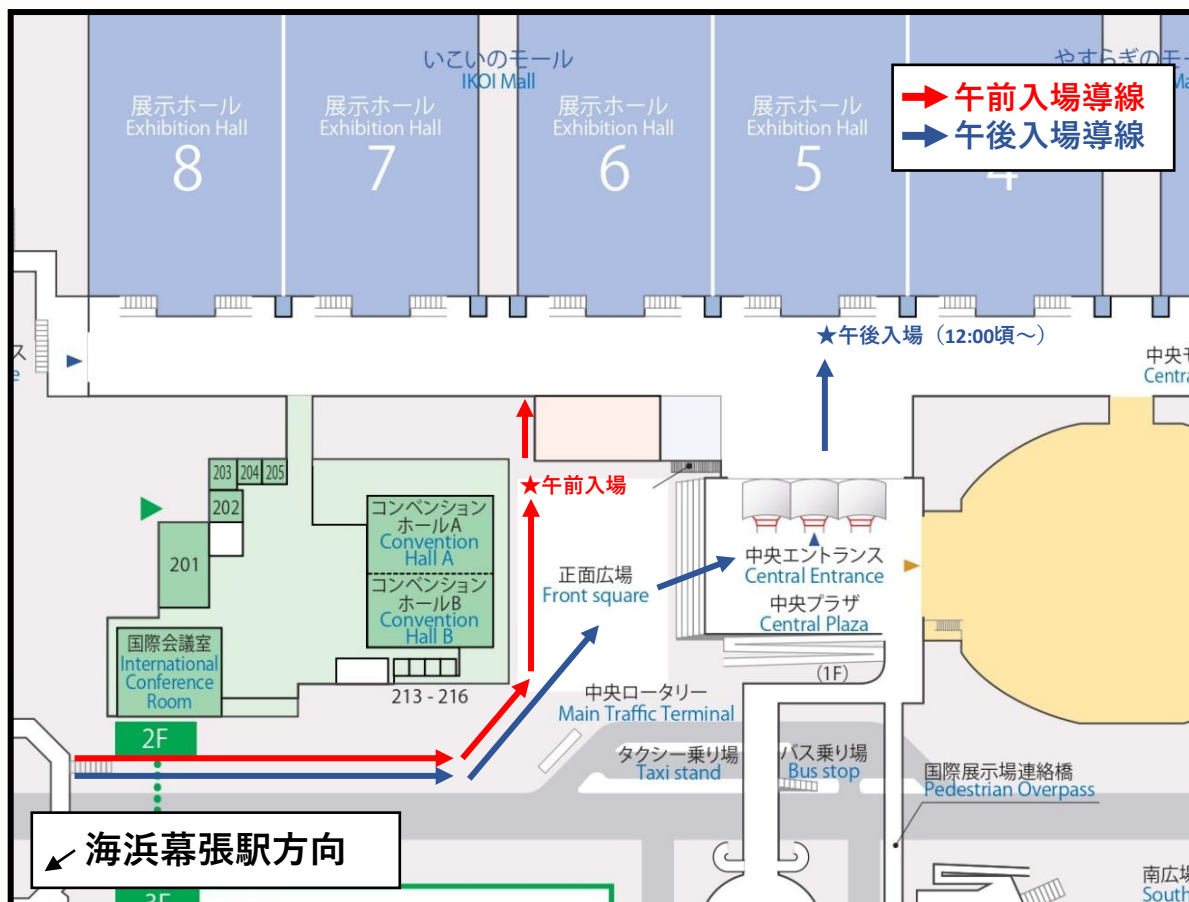 いこいのモール
IKOI Mall
やすらぎのモー
展示ホール
Exhibition Hall
8
展示ホール
Exhibition Hall
7
展示ホール
Exhibition Hall
6
展示ホール
Exhibition Hall
5
午前入場導線
午後入場導線
★午後入場（12:00頃～）
ス
e
中央モ
Centra
203
204
205
202
201
★午前入場
コンベンション
ホールA
Convention
Hall A
コンベンション
ホールB
Convention
Hall B
正面広場
Front square
中央エントランス
Central Entrance
中央プラザ
Central Plaza
国際会議室
International
Conference
Room
213 - 216
(1F)
中央ロータリー
Main Traffic Terminal
2F
タクシー乗り場
Taxi stand
バス乗り場
Bus stop
国際展示場連絡橋
Pedestrian Overpass
海浜幕張駅方向
南広場
South